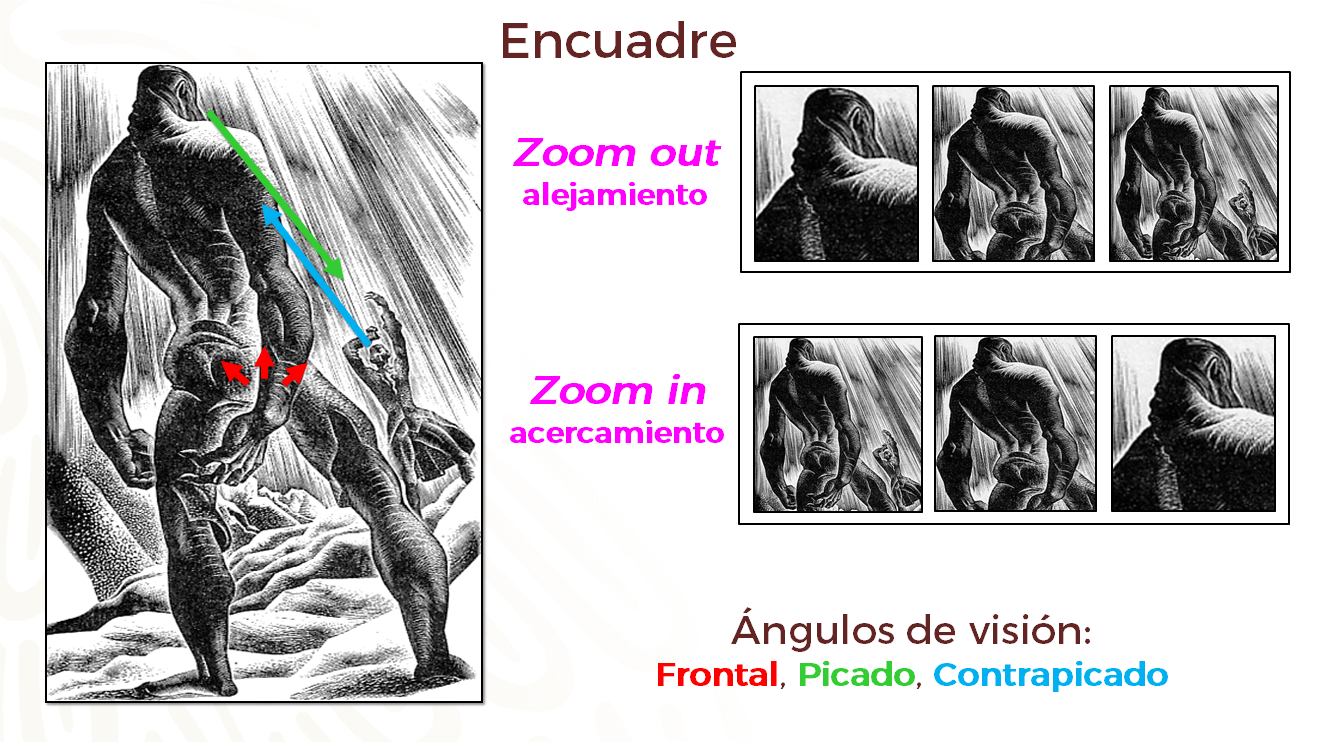 Encuadre
Zoom out
alejamiento
Zoom in
acercamiento
Ángulos de visión:
Frontal, Picado, Contrapicado